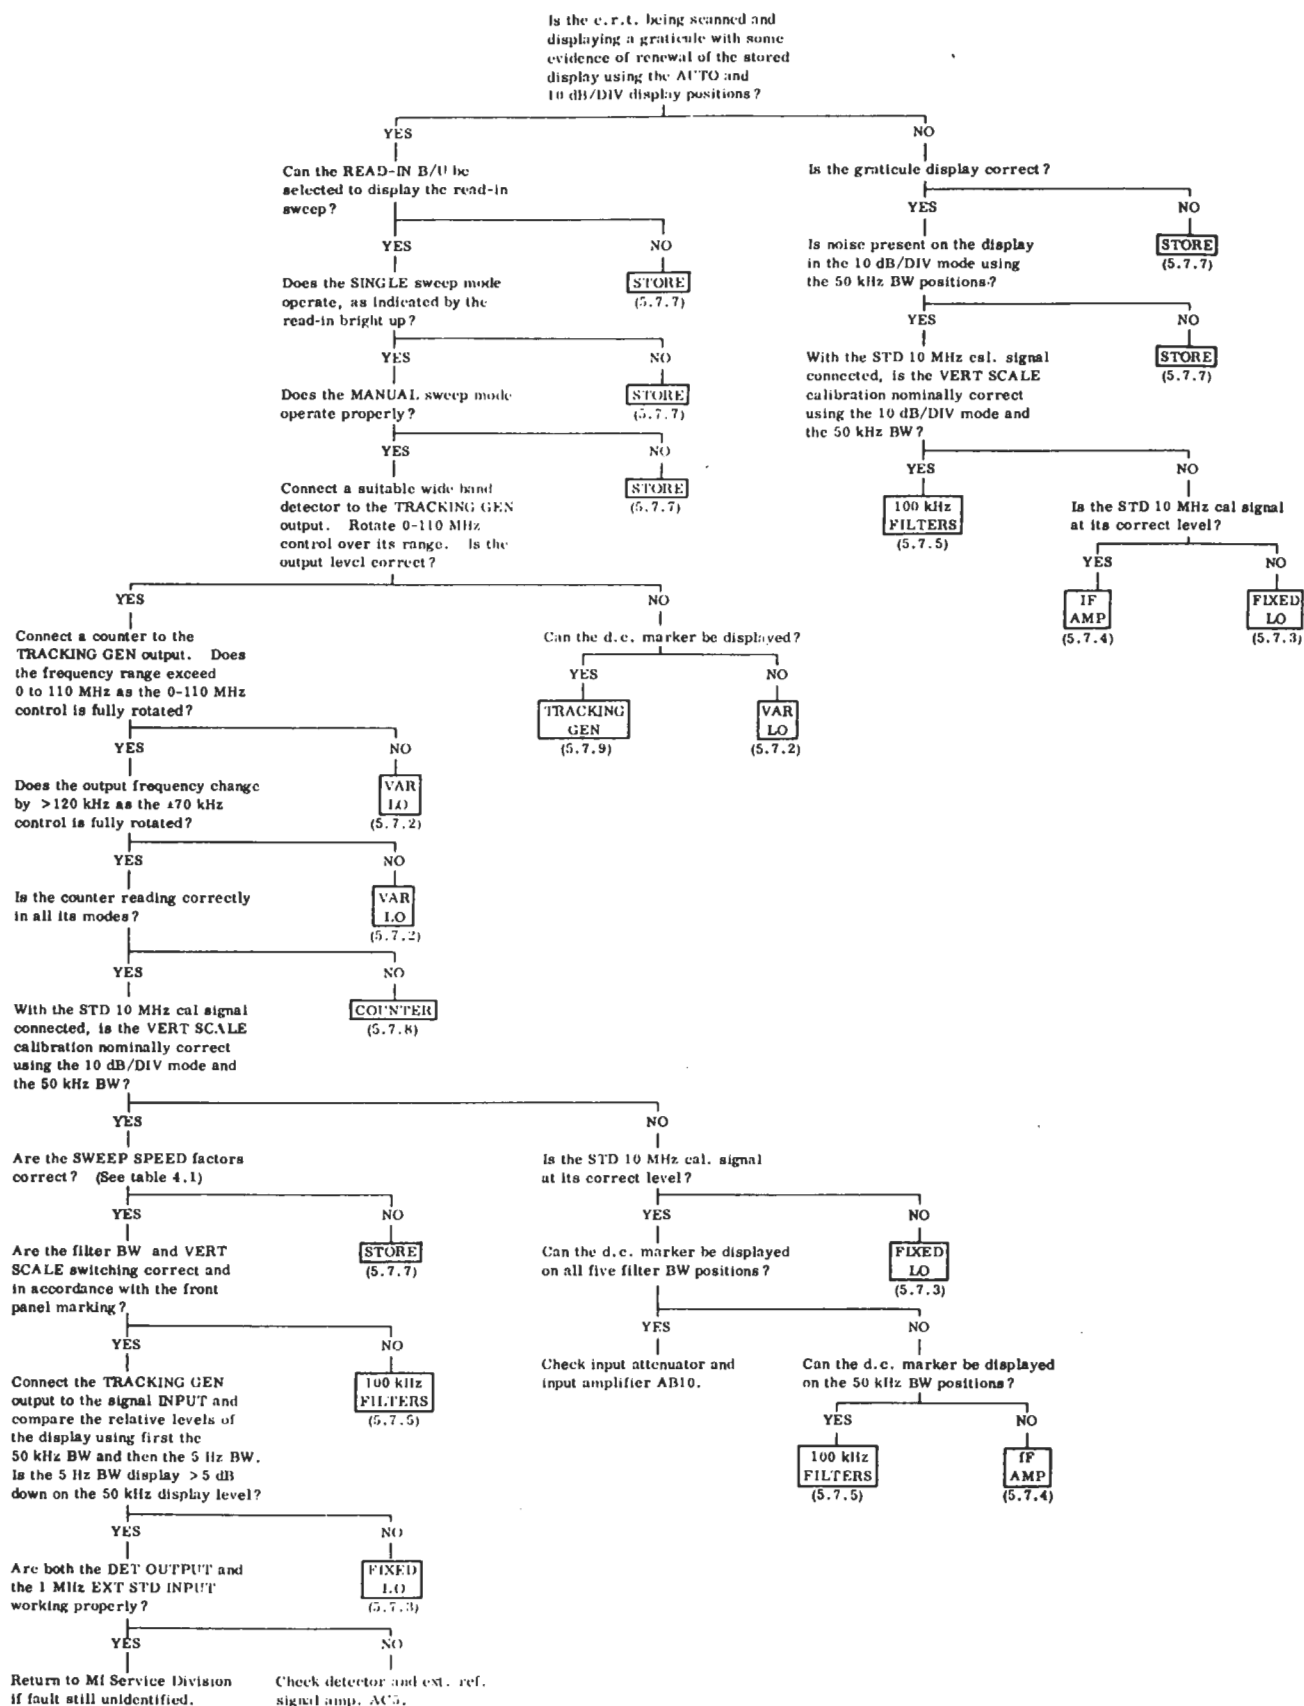 Is the c.r.t. being scanned and
displaying a graticule with some
evidence of renewal of the stored
display using the AUTO and
10 dB/DIV display positions?
YES
NO
Can the READ-IN B/U be
selected to display the read-in
sweep?
Is the graticule display correct?
YES
NO
YES
NO
Does the SINGLE sweep mode
operate, as indicated by the
read-in bright up?
STORE
(5.7.7)
Is noise present on the display
in the 10 dB/DIV mode using
the 50 kHz BW positions?
STORE
(5.7.7)
YES
NO
YES
NO
Does the MANUAL sweep mode
operate properly?
STORE
(5.7.7)
With the STD 10 MHz cal. signal
connected, is the VERT SCALE
calibration nominally correct
using the 10 dB/DIV mode and
the 50 kHz BW?
STORE
(5.7.7)
YES
NO
YES
NO
Connect a suitable wide band
detector to the TRACKING GEN
output. Rotate 0-110 MHz
control over its range. Is the
output level correct?
STORE
(5.7.7)
100 kHz
FILTERS
(5.7.5)
Is the STD 10 MHz cal signal
at its correct level?
YES
NO
IF
AMP
(5.7.4)
FIXED
LO
(5.7.3)
YES
NO
Connect a counter to the
TRACKING GEN output. Does
the frequency range exceed
0 to 110 MHz as the 0-110 MHz
control is fully rotated?
Can the d.c. marker be displayed?
YES
NO
TRACKING
GEN
(5.7.9)
VAR
LO
(5.7.2)
YES
NO
Does the output frequency change
by >120 kHz as the ±70 kHz
control is fully rotated?
VAR
LO
(5.7.2)
YES
NO
Is the counter reading correctly
in all its modes?
VAR
LO
(5.7.2)
YES
NO
With the STD 10 MHz cal signal
connected, is the VERT SCALE
calibration nominally correct
using the 10 dB/DIV mode and
the 50 kHz BW?
COUNTER
(5.7.8)
YES
NO
Are the SWEEP SPEED factors
correct? (See table 4.1)
Is the STD 10 MHz cal. signal
at its correct level?
YES
NO
YES
NO
Are the filter BW and VERT
SCALE switching correct and
in accordance with the front
panel marking?
STORE
(5.7.7)
Can the d.c. marker be displayed
on all five filter BW positions?
FIXED
LO
(5.7.3)
YES
NO
YES
NO
Connect the TRACKING GEN
output to the signal INPUT and
compare the relative levels of
the display using first the
50 kHz BW and then the 5 Hz BW.
Is the 5 Hz BW display >5 dB
down on the 50 kHz display level?
100 kHz
FILTERS
(5.7.5)
Check input attenuator and
input amplifier AB10.
Can the d.c. marker be displayed
on the 50 kHz BW positions?
YES
NO
100 kHz
FILTERS
(5.7.5)
IF
AMP
(5.7.4)
YES
NO
Are both the DET OUTPUT and
the 1 MHz EXT STD INPUT
working properly?
FIXED
LO
(5.7.3)
YES
NO
Return to MI Service Division
if fault still unidentified.
Check detector and ext. ref.
signal amp. AC5.